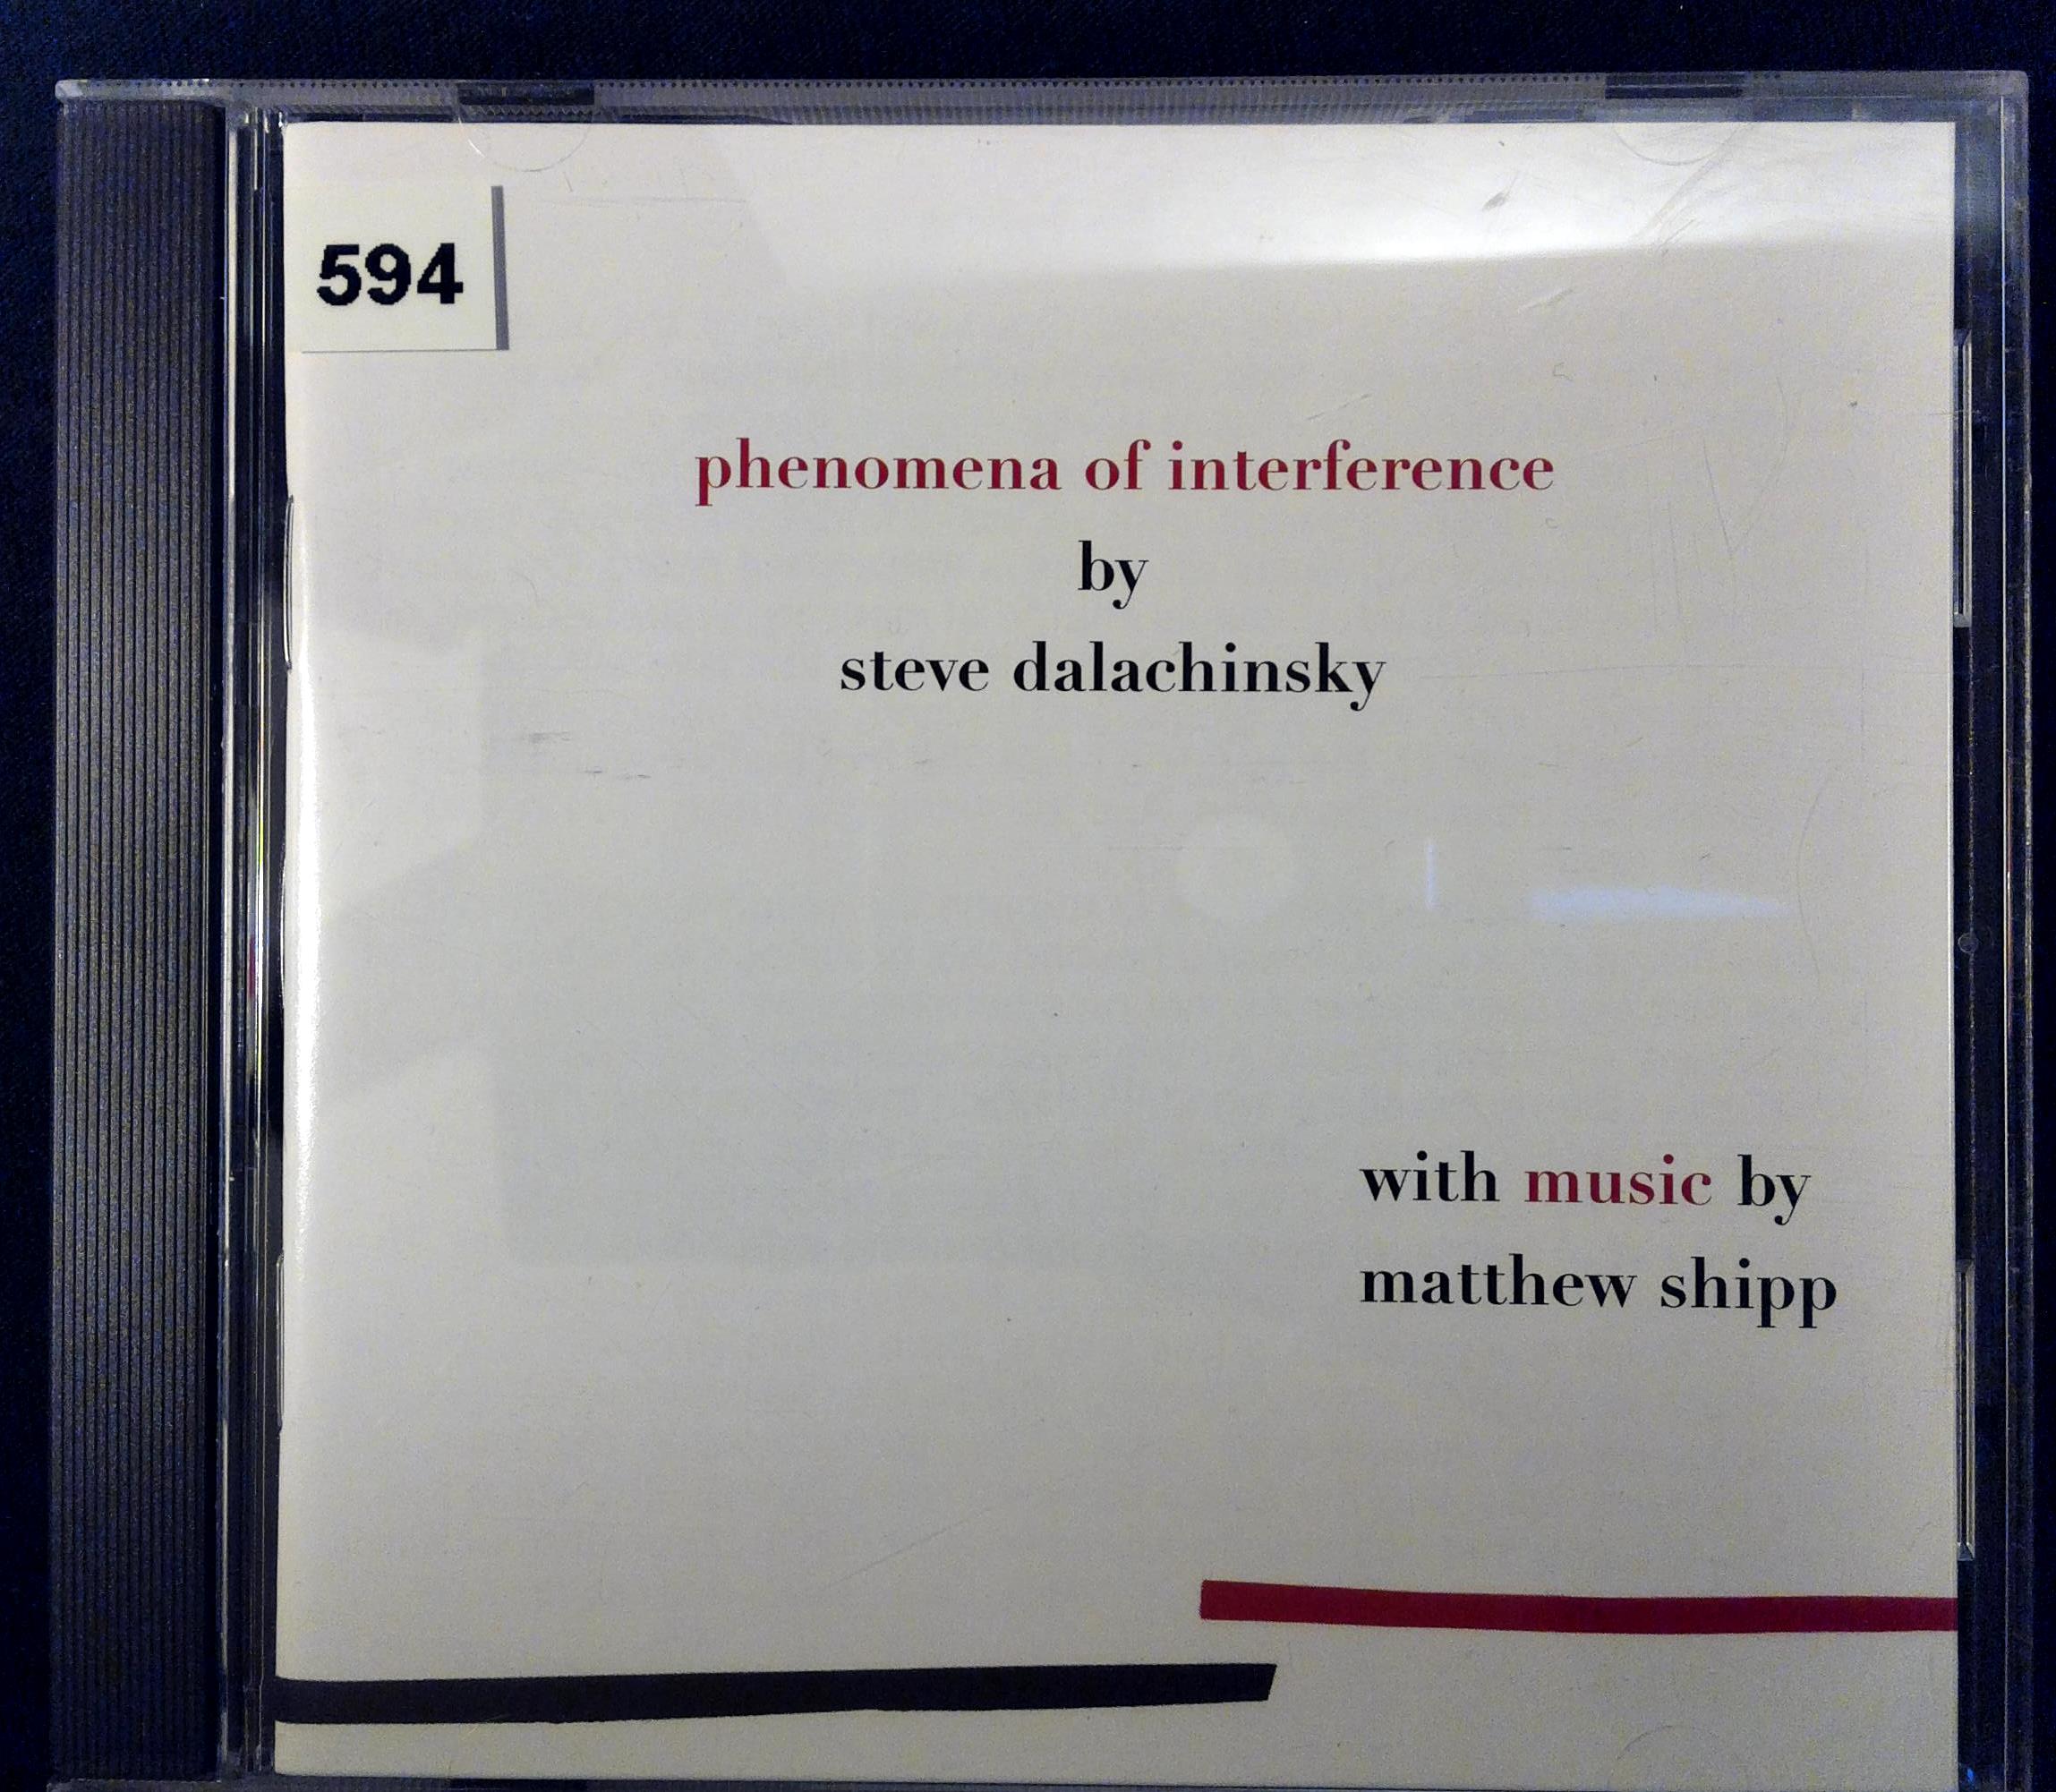 594
phenomena of interference
by
steve dalachinsky
with music by
matthew shipp